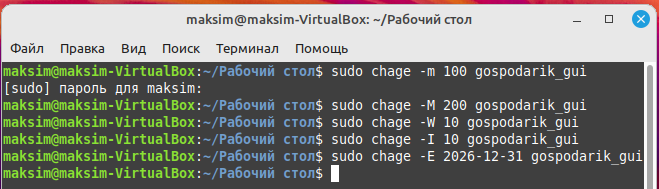 maksim@maksim-VirtualBox: ~/Рабочий стол
Файл Правка Вид Поиск Терминал Помощь
maksim@maksim-VirtualBox:~/Рабочий стол$ sudo chage -m 100 gospodarik_gui
[sudo] пароль для maksim:
maksim@maksim-VirtualBox:~/Рабочий стол$ sudo chage -M 200 gospodarik_gui
maksim@maksim-VirtualBox:~/Рабочий стол$ sudo chage -W 10 gospodarik_gui
maksim@maksim-VirtualBox:~/Рабочий стол$ sudo chage -I 10 gospodarik_gui
maksim@maksim-VirtualBox:~/Рабочий стол$ sudo chage -E 2026-12-31 gospodarik_gui
maksim@maksim-VirtualBox:~/Рабочий стол$